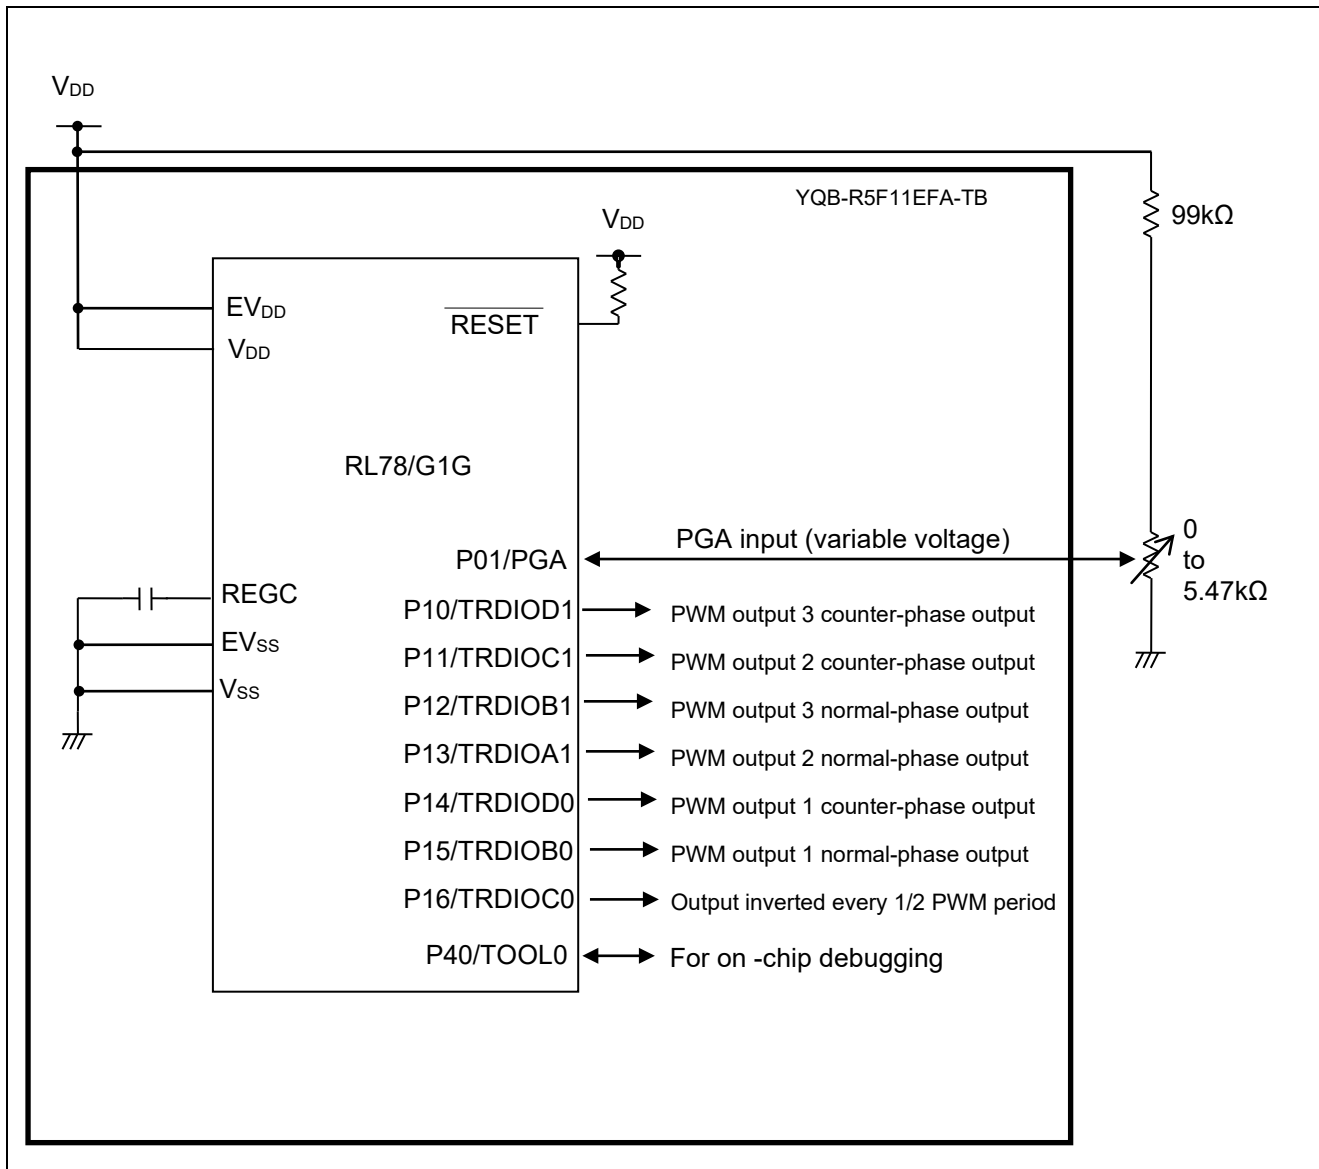 VDD
YQB-R5F11EFA-TB
99kΩ
VDD
EVDD
RESET
VDD
RL78/G1G
P01/PGA
PGA input (variable voltage)
0
to
5.47kΩ
REGC
P10/TRDIOD1
PWM output 3 counter-phase output
EVSS
P11/TRDIOC1
PWM output 2 counter-phase output
VSS
P12/TRDIOB1
PWM output 3 normal-phase output
P13/TRDIOA1
PWM output 2 normal-phase output
P14/TRDIOD0
PWM output 1 counter-phase output
P15/TRDIOB0
PWM output 1 normal-phase output
P16/TRDIOC0
Output inverted every 1/2 PWM period
P40/TOOL0
For on -chip debugging